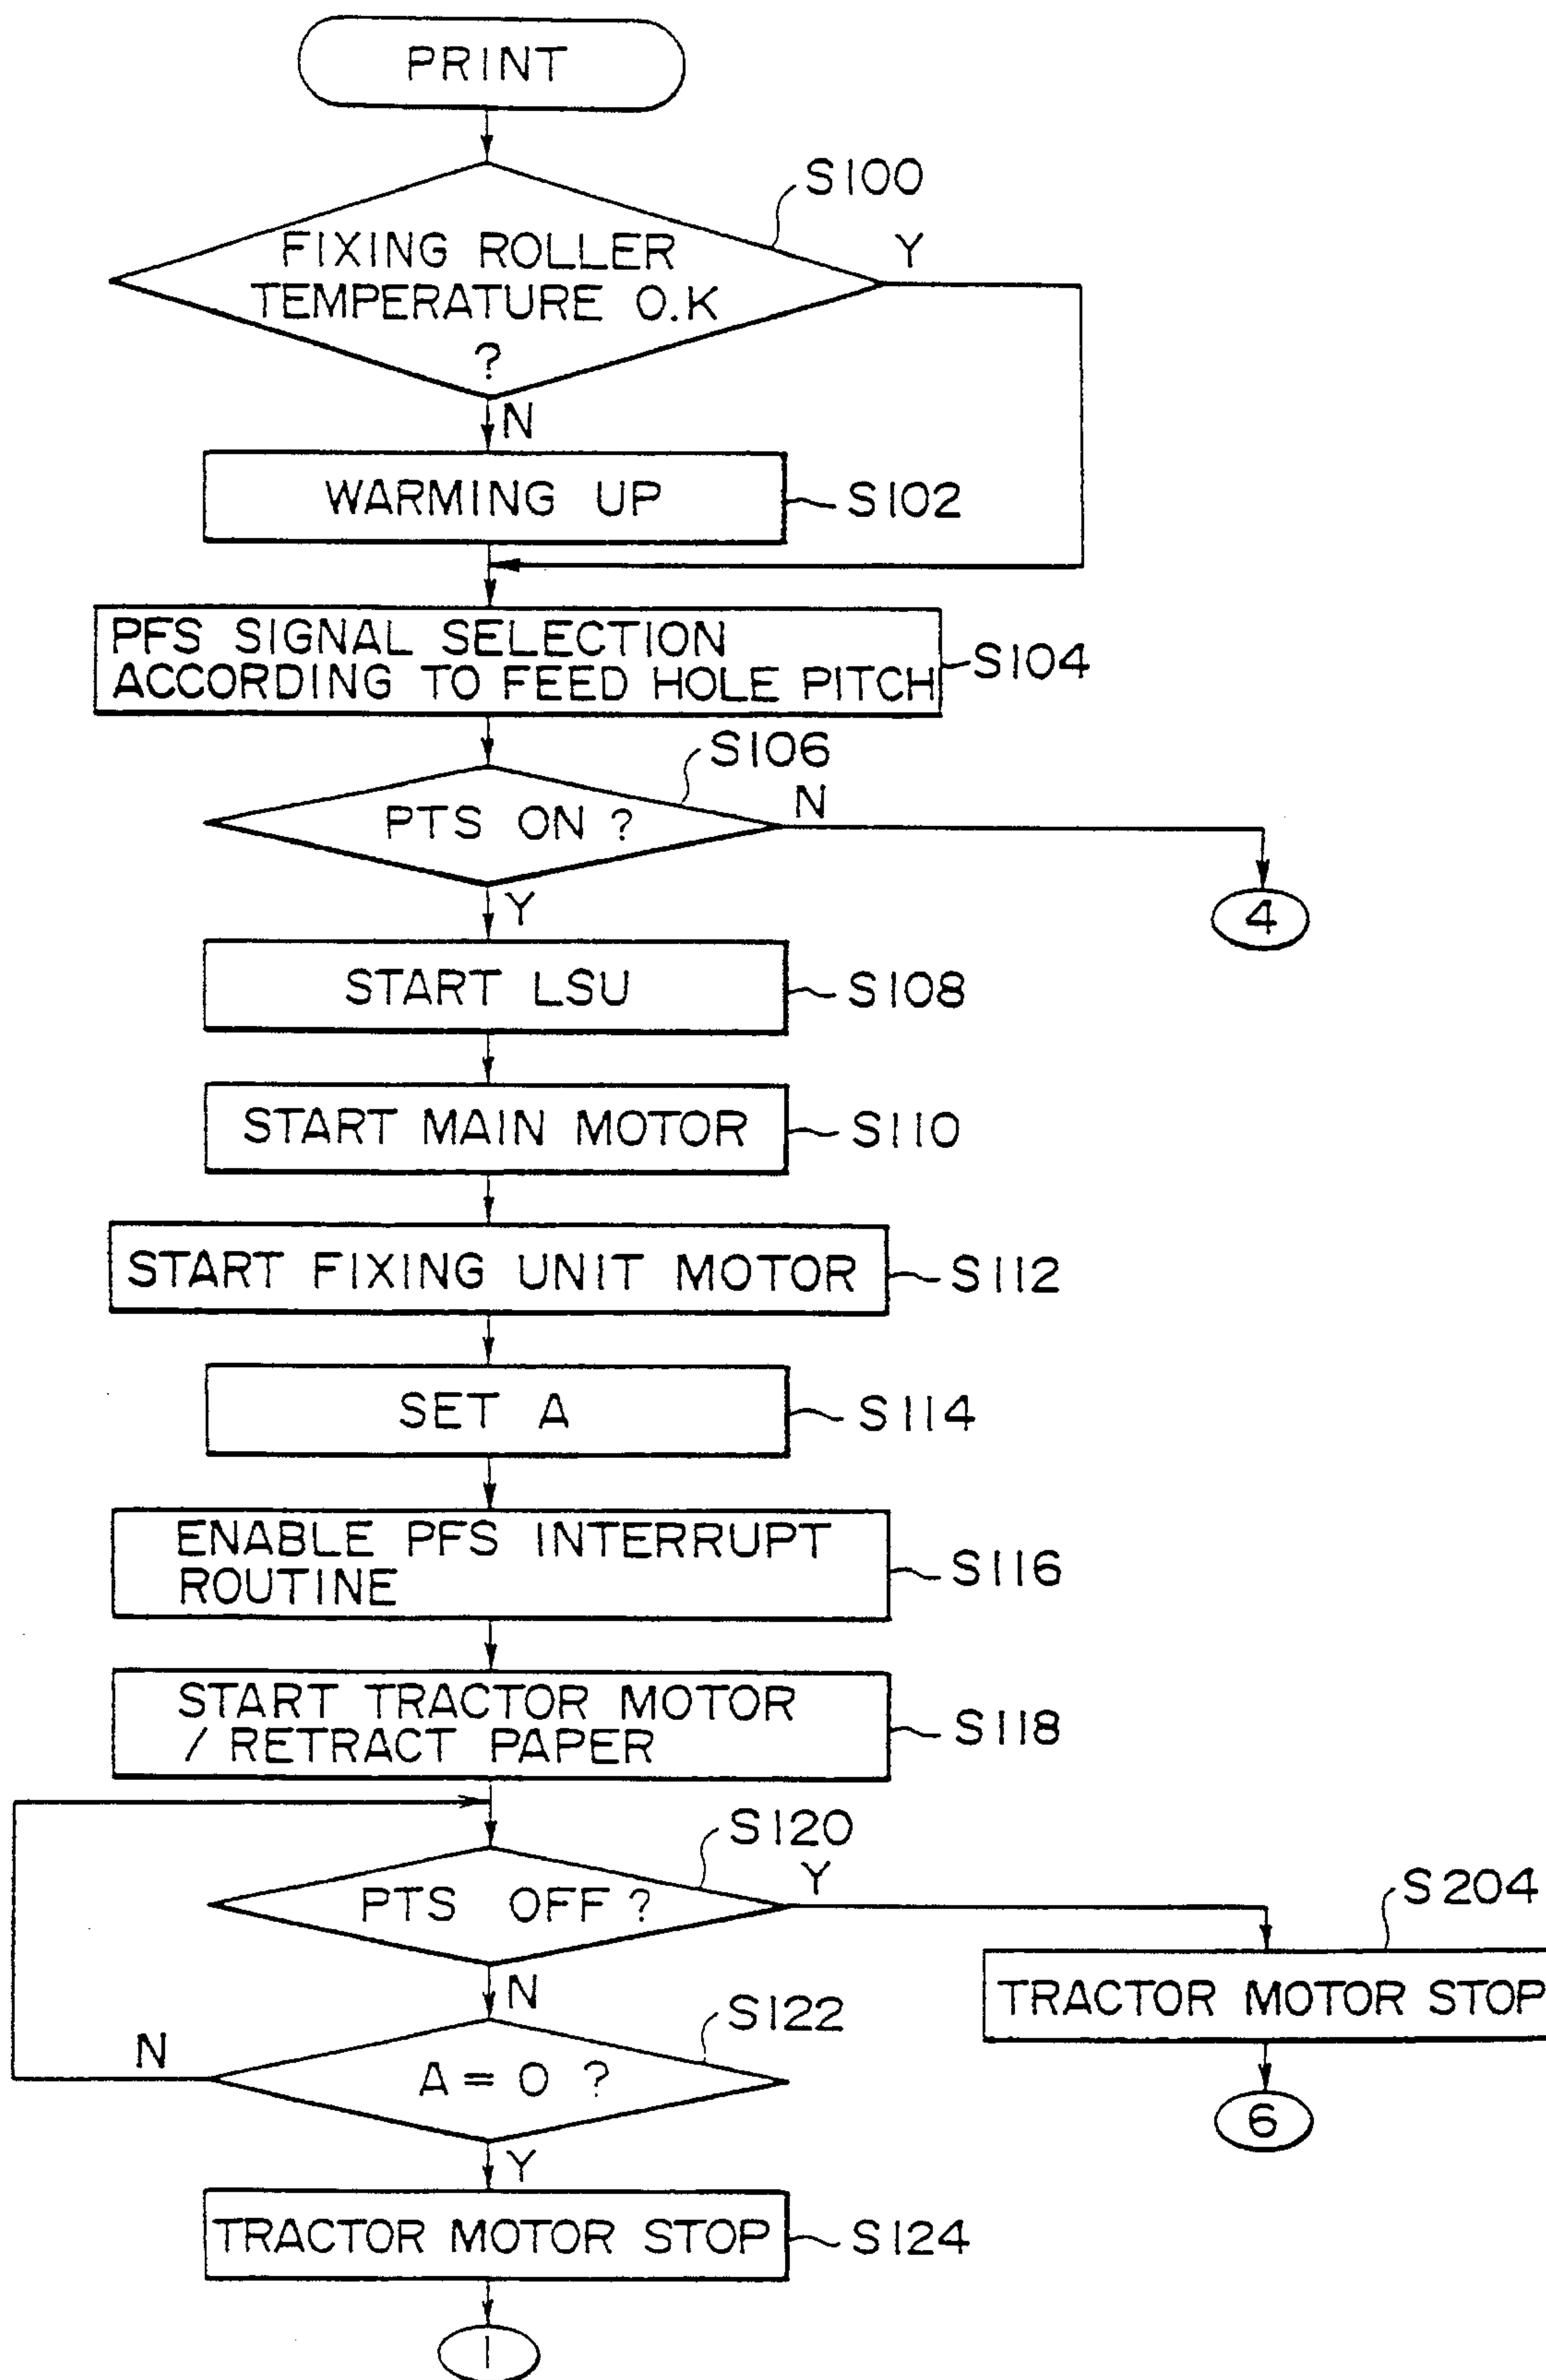 PRINT
S100
FIXING ROLLER
TEMPERATURE O.K
?
Y
N
WARMING UP
S102
PFS SIGNAL SELECTION
ACCORDING TO FEED HOLE PITCH
S104
S106
PTS ON ?
N
Y
4
START LSU
S108
START MAIN MOTOR
S110
START FIXING UNIT MOTOR
S112
SET A
S114
ENABLE PFS INTERRUPT
ROUTINE
S116
START TRACTOR MOTOR
/ RETRACT PAPER
S118
S120
PTS OFF ?
Y
S204
N
TRACTOR MOTOR STOP
S122
N
A = 0 ?
6
Y
TRACTOR MOTOR STOP
S124
1